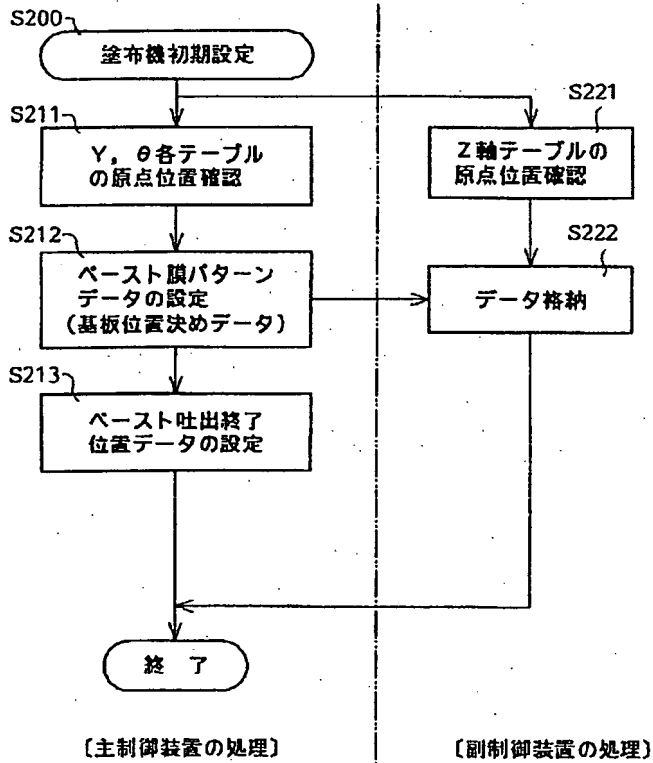 S200
塗布機初期設定
S211
Y，θ各テーブル
の原点位置確認
S221
Z軸テーブルの
原点位置確認
S212
ペースト膜パターン
データの設定
(基板位置決めデータ)
S222
データ格納
S213
ペースト吐出終了
位置データの設定
終 了
〔主制御装置の処理〕
〔副制御装置の処理〕